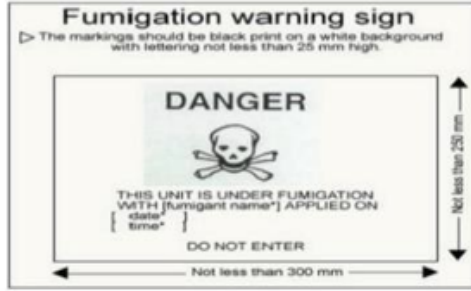 Fumigation warning sign
▷ The markings should be black print on a white background
with lettering not less than 25 mm high.
DANGER
THIS UNIT IS UNDER FUMIGATION
WITH [fumigant name*] APPLIED ON
[ date* ]
[ time* ]
DO NOT ENTER
Not less than 250 mm
Not less than 300 mm